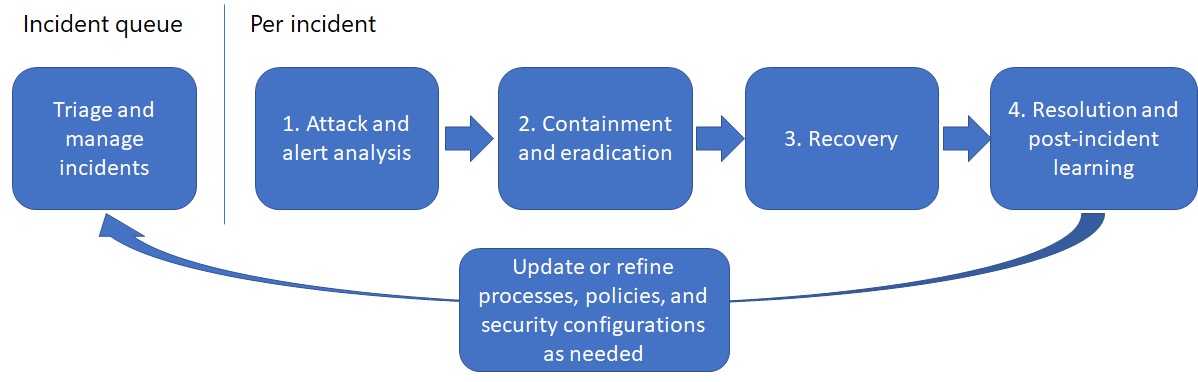 Incident queue
Per incident
Triage and
manage
incidents
1. Attack and
alert analysis
2. Containment
and eradication
3. Recovery
4. Resolution and
post-incident
learning
Update or refine
processes, policies, and
security configurations
as needed